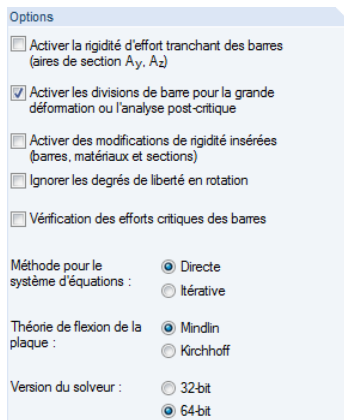 Options
Activer la rigidité d'effort tranchant des barres
(aires de section Ay, Az)
Activer les divisions de barre pour la grande
déformation ou l'analyse post-critique
Activer des modifications de rigidité insérées
(barres, matériaux et sections)
Ignorer les degrés de liberté en rotation
Vérification des efforts critiques des barres
Méthode pour le
système d'équations :
Directe
Itérative
Théorie de flexion de la
plaque :
Mindlin
Kirchhoff
Version du solveur :
32-bit
64-bit